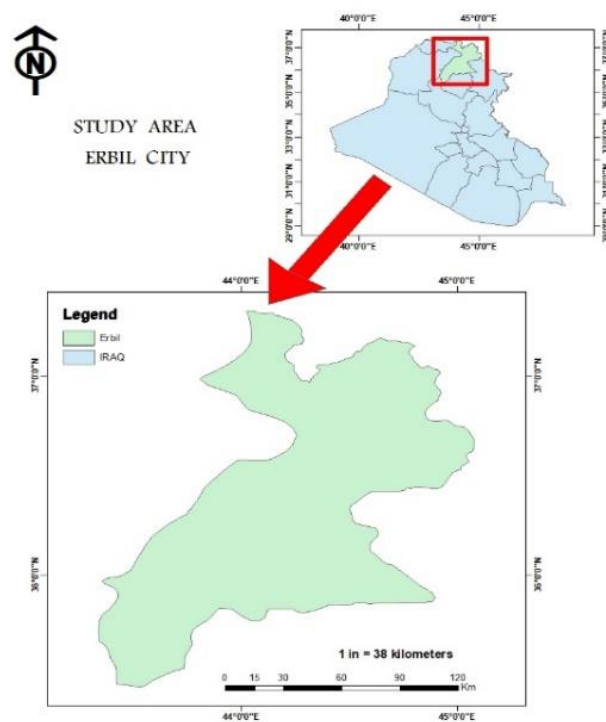 N
STUDY AREA
ERBIL CITY
40°0'0"E 45°0'0"E
37°0'0"N
35°0'0"N
33°0'0"N
31°0'0"N
29°0'0"N
40°0'0"E 45°0'0"E
44°0'0"E 45°0'0"E
Legend
Erbil
IRAQ
37°0'0"N 37°0'0"N
36°0'0"N 36°0'0"N
1 in = 38 kilometers
0 15 30 60 90 120
Km
44°0'0"E 45°0'0"E